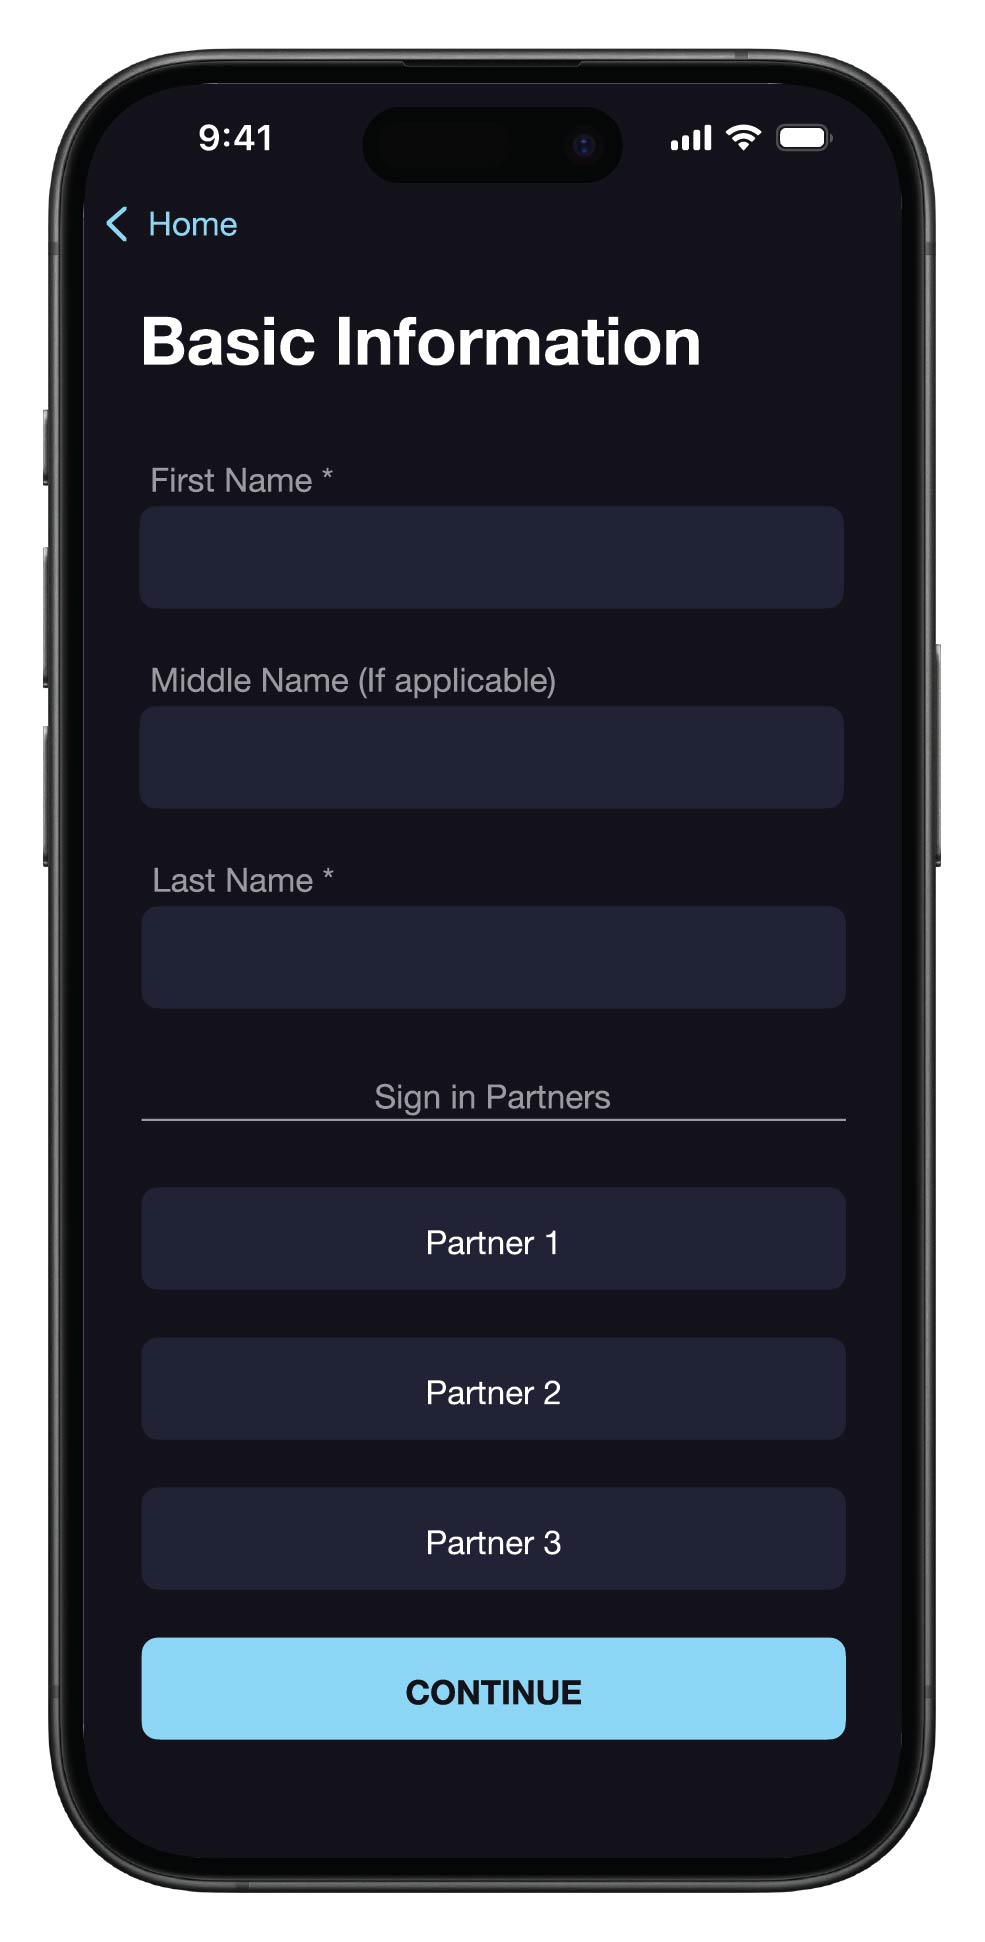 9:41
Home
Basic Information
First Name *
Middle Name (If applicable)
Last Name *
Sign in Partners
Partner 1
Partner 2
Partner 3
CONTINUE